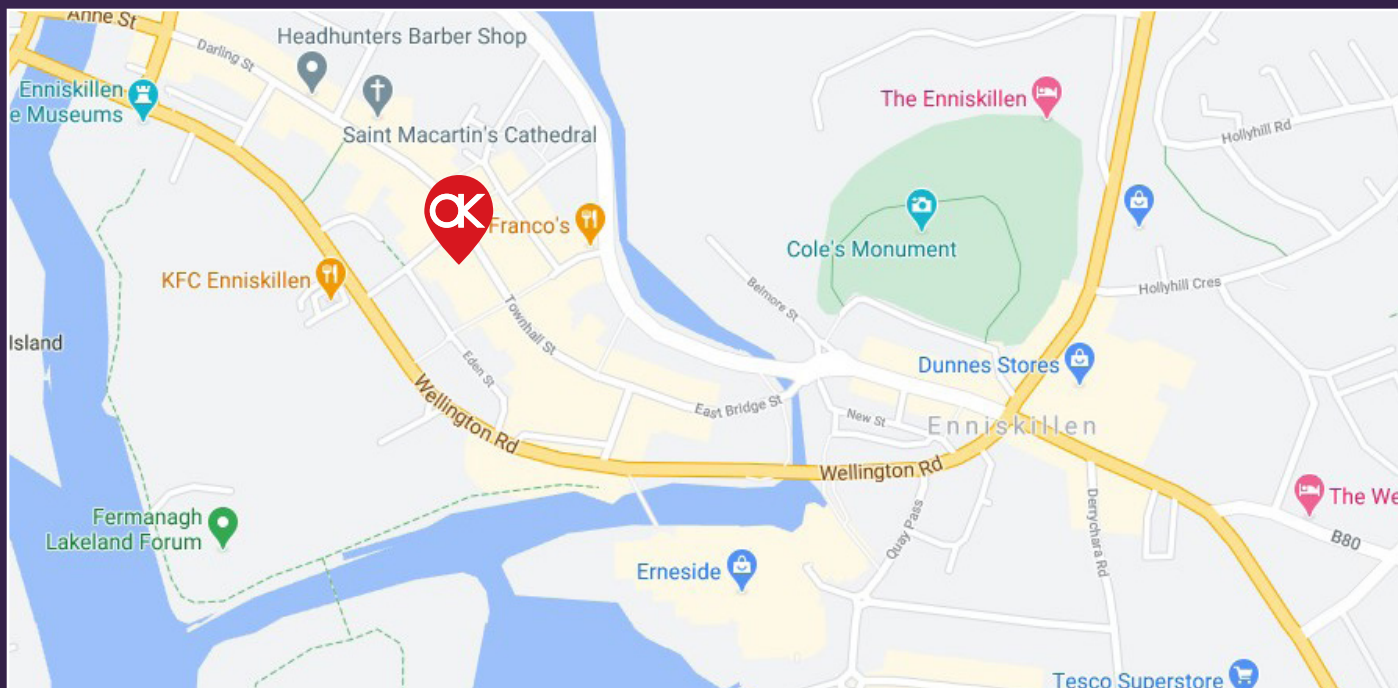 Anne St
Darling St
Headhunters Barber Shop
Enniskillen
e Museums
Saint Macartin's Cathedral
The Enniskillen
Hollyhill Rd
OK
Franco's
Cole's Monument
KFC Enniskillen
Belmore St
Hollyhill Cres
Townhall St
Island
Eden St
Dunnes Stores
Wellington Rd
East Bridge St
New St
Enniskillen
Wellington Rd
The We
Quay Pass
Derrychara Rd
B80
Fermanagh
Lakeland Forum
Erneside
Tesco Superstore